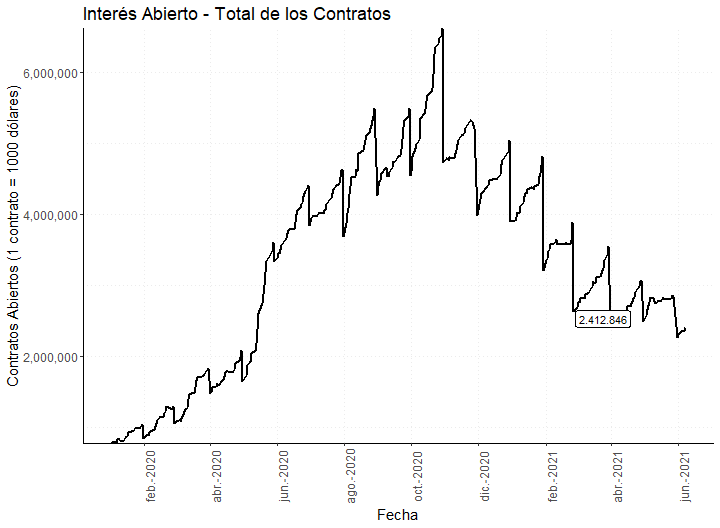 Interés Abierto - Total de los Contratos
Contratos Abiertos (1 contrato = 1000 dólares)
6,000,000
4,000,000
2,000,000
2.412.846
feb.-2020
abr.-2020
jun.-2020
ago.-2020
oct.-2020
dic.-2020
feb.-2021
abr.-2021
jun.-2021
Fecha